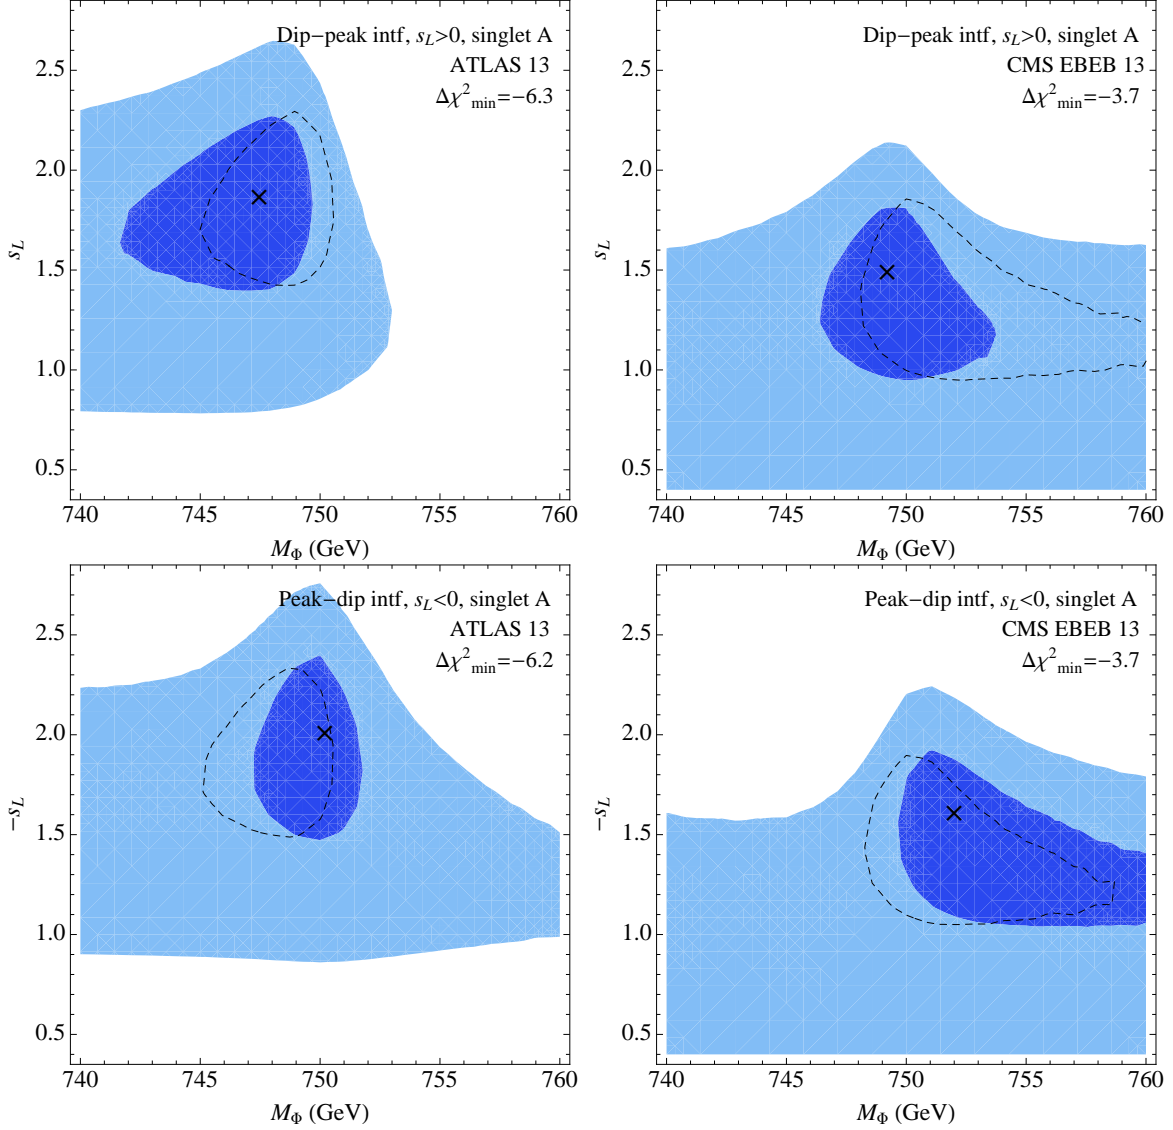 Dip−peak intf, s_L>0, singlet A
ATLAS 13
Δχ²_min=−6.3
2.5
2.0
1.5
1.0
0.5
s_L
740 745 750 755 760
M_Φ (GeV)
Dip−peak intf, s_L>0, singlet A
CMS EBEB 13
Δχ²_min=−3.7
2.5
2.0
1.5
1.0
0.5
s_L
740 745 750 755 760
M_Φ (GeV)
Peak−dip intf, s_L<0, singlet A
ATLAS 13
Δχ²_min=−6.2
2.5
2.0
1.5
1.0
0.5
−s_L
740 745 750 755 760
M_Φ (GeV)
Peak−dip intf, s_L<0, singlet A
CMS EBEB 13
Δχ²_min=−3.7
2.5
2.0
1.5
1.0
0.5
−s_L
740 745 750 755 760
M_Φ (GeV)